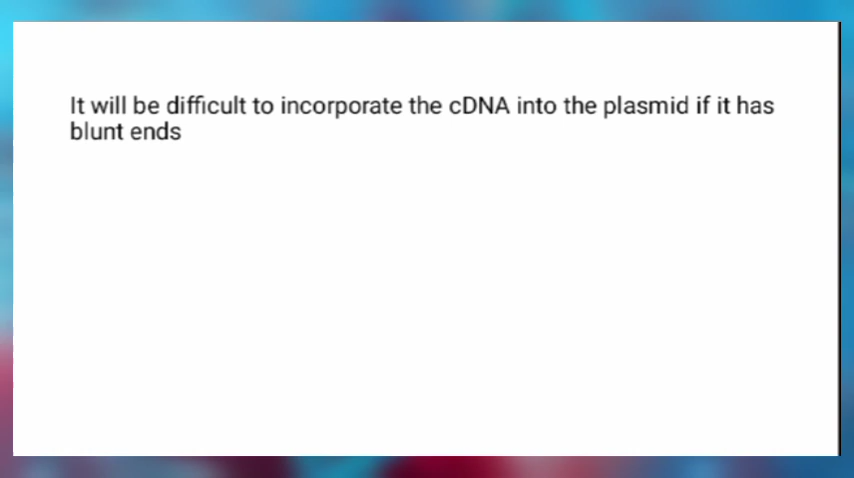 It will be difficult to incorporate the cDNA into the plasmid if it has
blunt ends